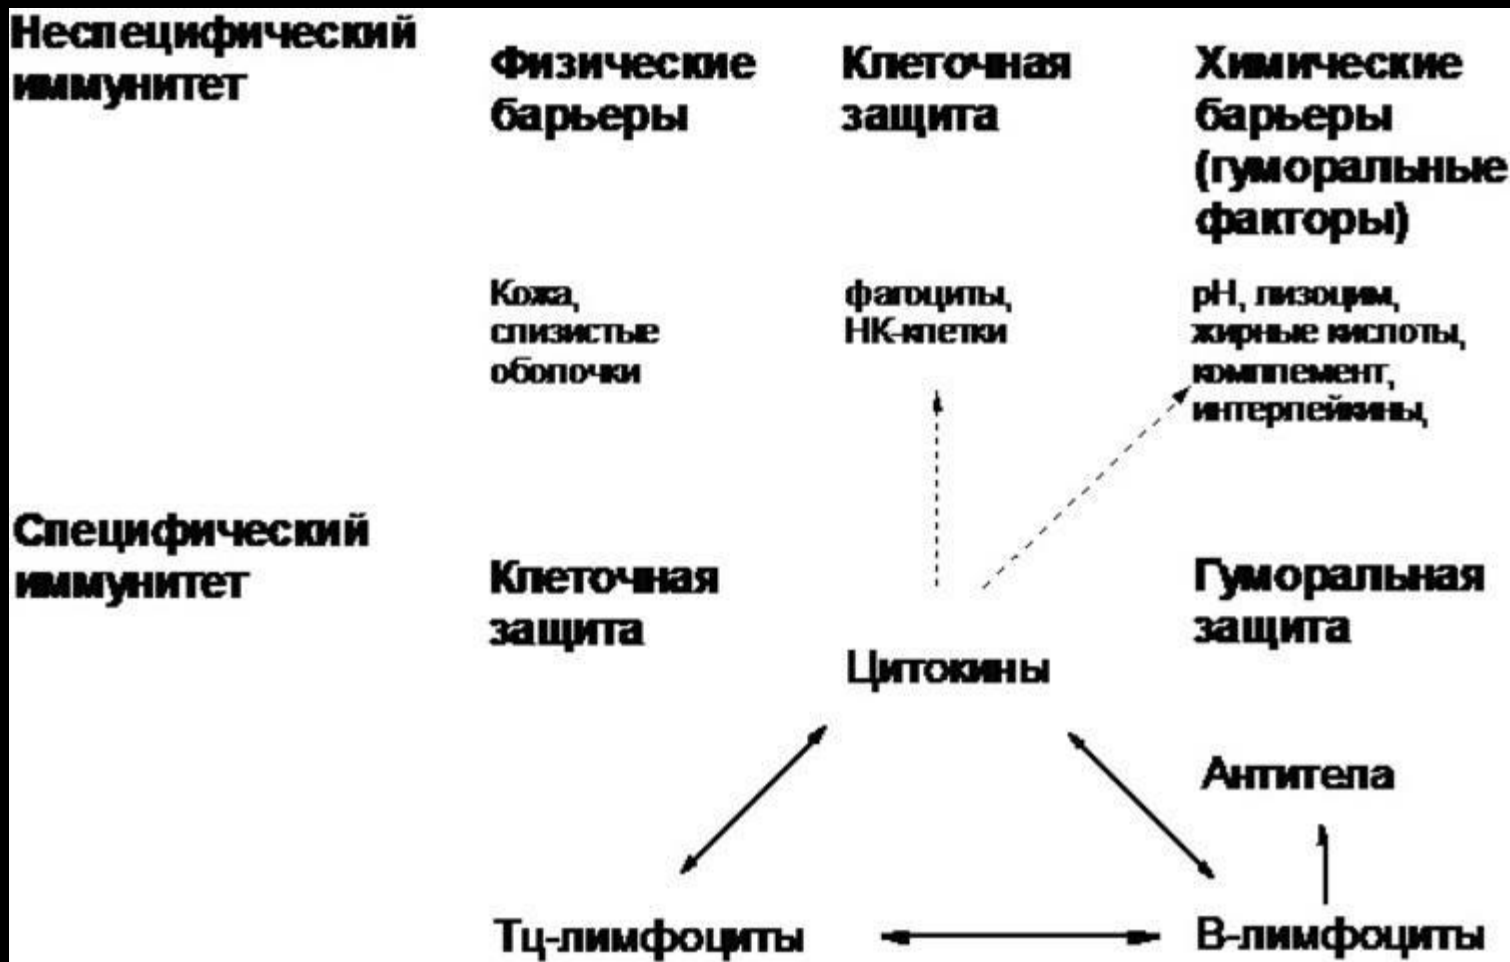 Неспецифический
иммунитет
Физические
барьеры
Клеточная
защита
Химические
барьеры
(гуморальные
факторы)
Кожа,
слизистые
оболочки
фагоциты,
НК-клетки
pH, лизоцим,
жирные кислоты,
комплемент,
интерлейкины,
Специфический
иммунитет
Клеточная
защита
Гуморальная
защита
Цитокины
Антитела
Тц-лимфоциты
В-лимфоциты